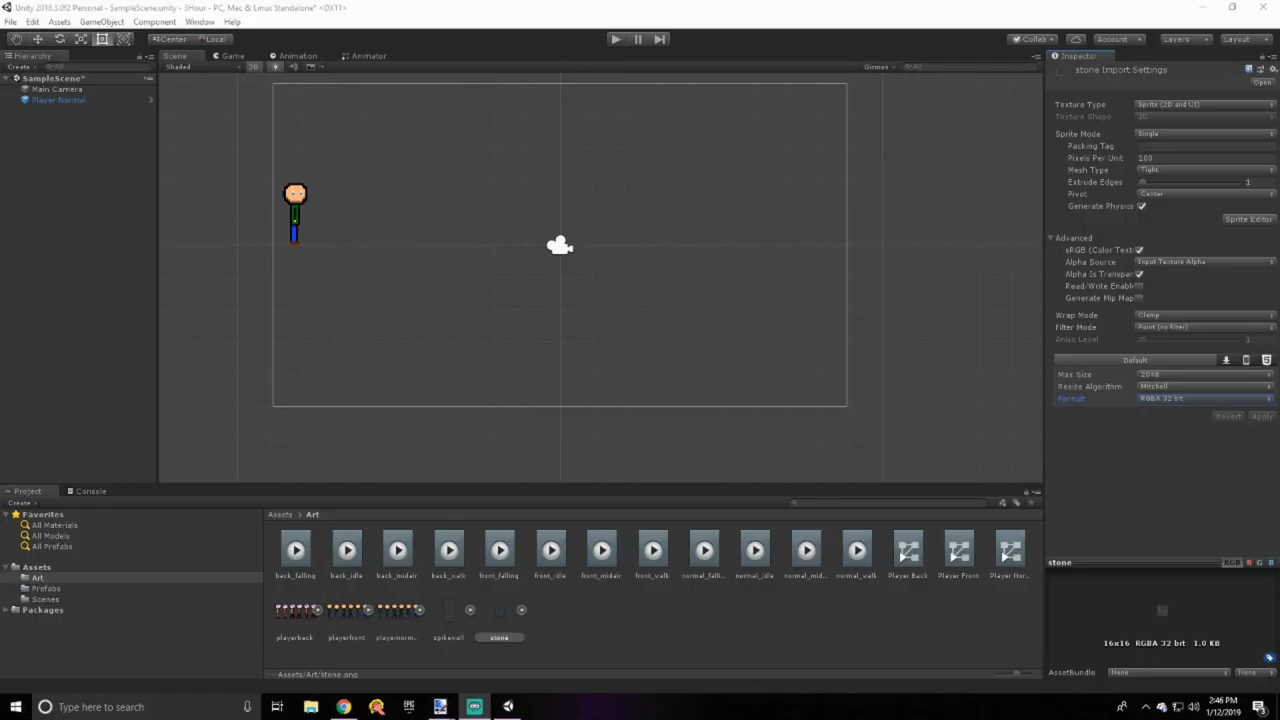 Unity 2018.3.0f2 Personal - SampleScene.unity - 3Hour - PC, Mac & Linux Standalone* <DX11>
File Edit Assets GameObject Component Window Help
Center Local
Collab Account Layers Layout
Hierarchy
Scene Game Animation Animator
Inspector
Create All
Shaded 2D Gizmos All
SampleScene*
Main Camera
Player Normal
stone Import Settings
Open
Texture Type Sprite (2D and UI)
Texture Shape 2D
Sprite Mode Single
Packing Tag
Pixels Per Unit 100
Mesh Type Tight
Extrude Edges 1
Pivot Center
Generate Physics
Sprite Editor
Advanced
sRGB (Color Text
Alpha Source Input Texture Alpha
Alpha Is Transpar
Read/Write Enabl
Generate Mip Map
Wrap Mode Clamp
Filter Mode Point (no filter)
Aniso Level 1
Default
Max Size 2048
Resize Algorithm Mitchell
Format RGBA 32 bit
Revert Apply
Project Console
Create
Favorites
All Materials
All Models
All Prefabs
Assets
Art
Prefabs
Scenes
Packages
Assets > Art
back_falling back_idle back_midair back_walk front_falling front_idle front_midair front_walk normal_falli... normal_idle normal_mid... normal_walk Player Back Player Front Player Nor...
playerback playerfront playernorm... spikewall stone
Assets/Art/stone.png
stone RGB R G B
16x16 RGBA 32 bit 1.0 KB
AssetBundle None None
Type here to search
EPIC
GAMES
2:46 PM
1/12/2019
3